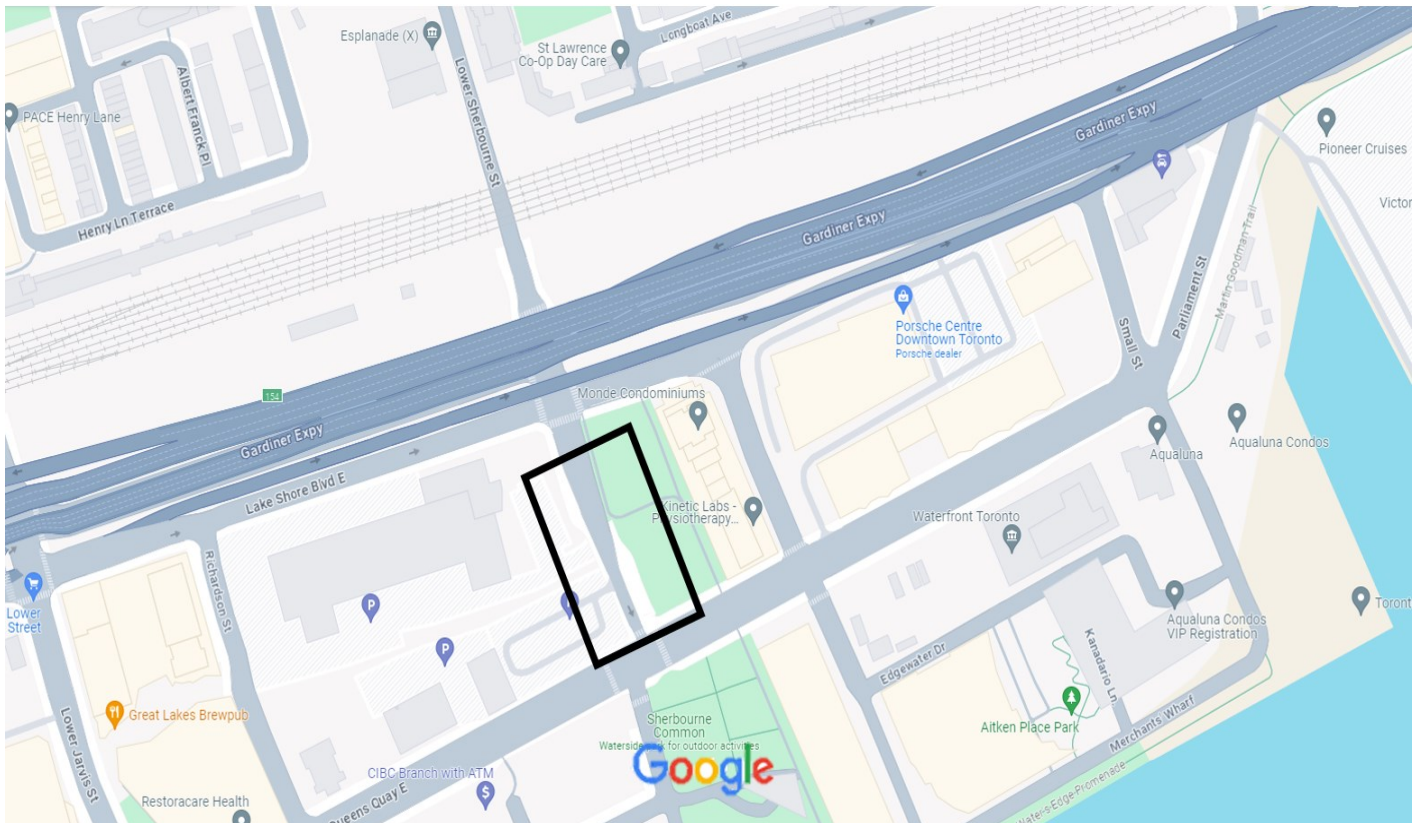 Longboat Ave
Esplanade (X)
St Lawrence
Co-Op Day Care
Albert Franck Pl
Lower Sherbourne St
PACE Henry Lane
Gardiner Expy
Pioneer Cruises
Henry Ln Terrace
Victor
Gardiner Expy
Martin Goodman Trail
Parliament St
Porsche Centre
Downtown Toronto
Porsche dealer
Small St
154
Monde Condominiums
Gardiner Expy
Aqualuna Condos
Aqualuna
Lake Shore Blvd E
Kinetic Labs -
Physiotherapy...
Waterfront Toronto
P
Richardson St
Lower
Street
P
Toront
Aqualuna Condos
VIP Registration
P
Edgewater Dr
Kanadario Ln
Great Lakes Brewpub
Lower Jarvis St
Sherbourne
Common
Waterside park for outdoor activities
Aitken Place Park
Merchants Wharf
Google
CIBC Branch with ATM
$
Restoracare Health
Queens Quay E
Water's Edge Promenade